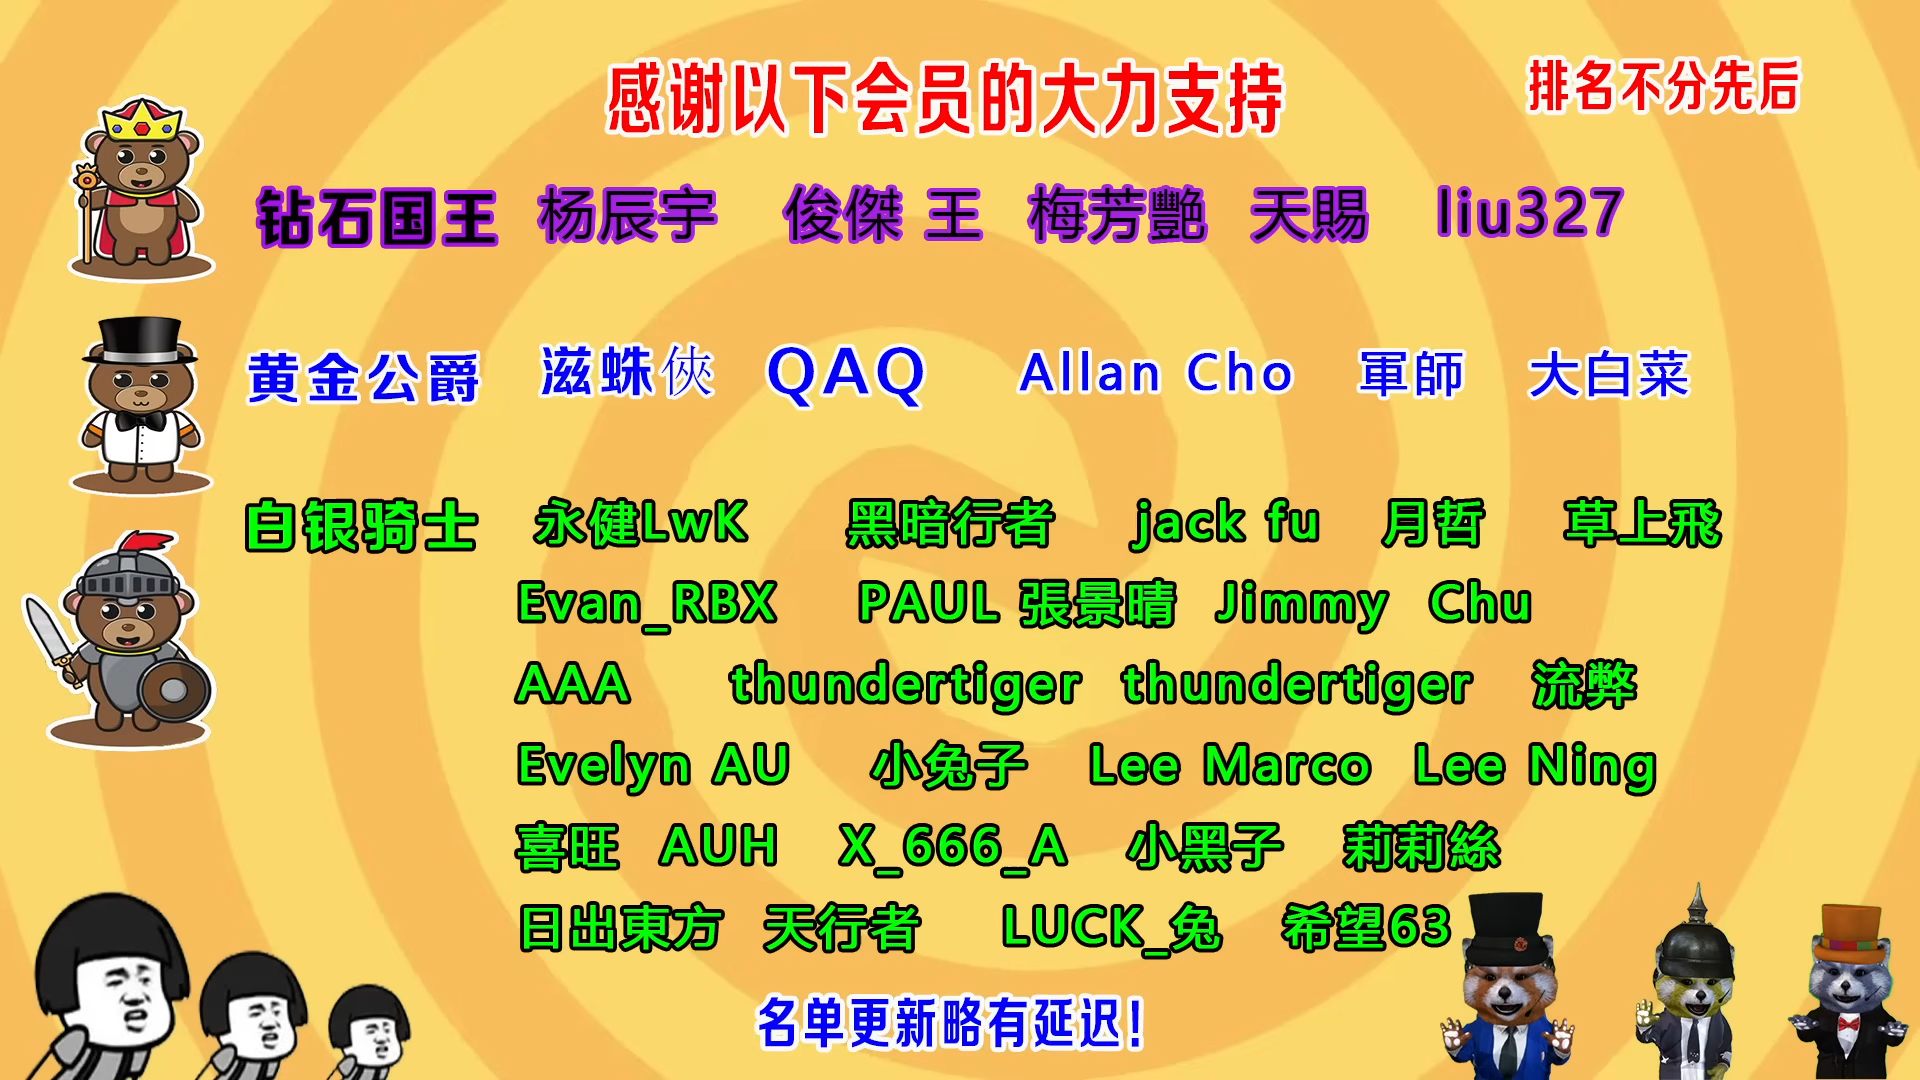 感谢以下会员的大力支持 排名不分先后
钻石国王 杨辰宇 俊傑 王 梅芳豔 天賜 liu327
黄金公爵 滋蛛俠 QAQ Allan Cho 軍師 大白菜
白银骑士 永健LwK 黑暗行者 jack fu 月哲 草上飛
Evan_RBX PAUL 張景晴 Jimmy Chu
AAA thundertiger thundertiger 流弊
Evelyn AU 小兔子 Lee Marco Lee Ning
喜旺 AUH X_666_A 小黑子 莉莉絲
日出東方 天行者 LUCK_兔 希望63
名单更新略有延迟！